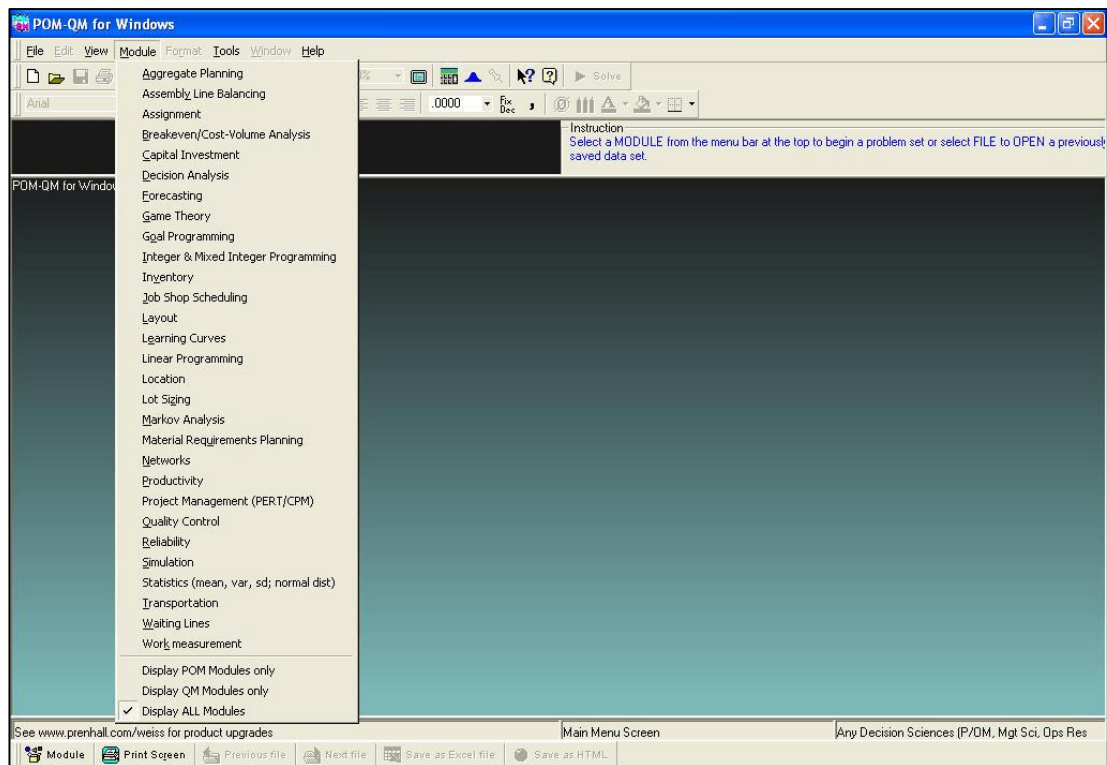 POM-QM for Windows
File Edit View Module Format Tools Window Help
% Solve
Arial .0000 Fix Dec ,
Instruction
Select a MODULE from the menu bar at the top to begin a problem set or select FILE to OPEN a previously
saved data set.
POM-QM for Window
Aggregate Planning
Assembly Line Balancing
Assignment
Breakeven/Cost-Volume Analysis
Capital Investment
Decision Analysis
Forecasting
Game Theory
Goal Programming
Integer & Mixed Integer Programming
Inventory
Job Shop Scheduling
Layout
Learning Curves
Linear Programming
Location
Lot Sizing
Markov Analysis
Material Requirements Planning
Networks
Productivity
Project Management (PERT/CPM)
Quality Control
Reliability
Simulation
Statistics (mean, var, sd; normal dist)
Transportation
Waiting Lines
Work measurement
Display POM Modules only
Display QM Modules only
Display ALL Modules
See www.prenhall.com/weiss for product upgrades Main Menu Screen Any Decision Sciences (P/OM, Mgt Sci, Ops Res
Module Print Screen Previous file Next file Save as Excel file Save as HTML